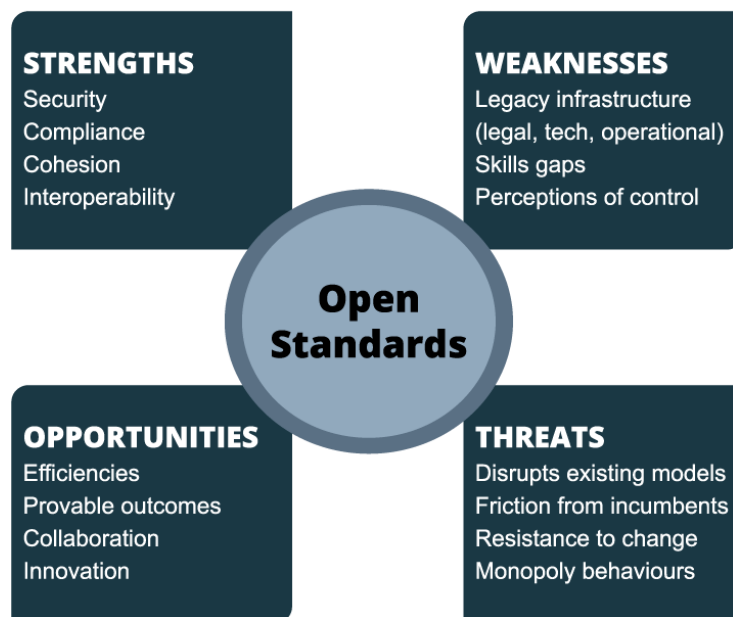 STRENGTHS
Security
Compliance
Cohesion
Interoperability
WEAKNESSES
Legacy infrastructure
(legal, tech, operational)
Skills gaps
Perceptions of control
Open
Standards
OPPORTUNITIES
Efficiencies
Provable outcomes
Collaboration
Innovation
THREATS
Disrupts existing models
Friction from incumbents
Resistance to change
Monopoly behaviours